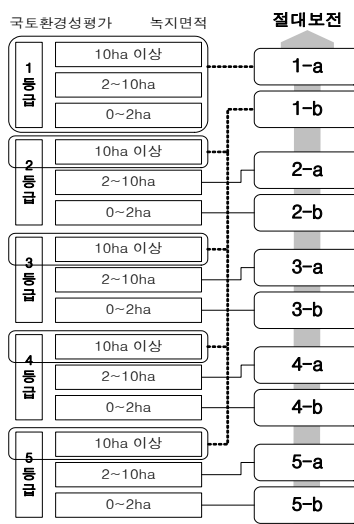 국토환경성평가 녹지면적 절대보전
1등급
10ha 이상
2~10ha
0~2ha
1-a
1-b
2등급
10ha 이상
2~10ha
0~2ha
2-a
2-b
3등급
10ha 이상
2~10ha
0~2ha
3-a
3-b
4등급
10ha 이상
2~10ha
0~2ha
4-a
4-b
5등급
10ha 이상
2~10ha
0~2ha
5-a
5-b